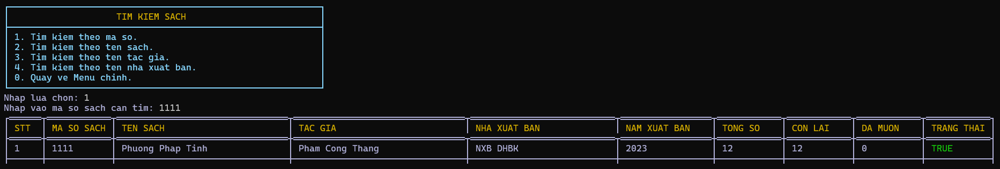 TIM KIEM SACH
1. Tim kiem theo ma so.
2. Tim kiem theo ten sach.
3. Tim kiem theo ten tac gia.
4. Tim kiem theo ten nha xuat ban.
0. Quay ve Menu chinh.
Nhap lua chon: 1
Nhap vao ma so sach can tim: 1111
STT MA SO SACH TEN SACH TAC GIA NHA XUAT BAN NAM XUAT BAN TONG SO CON LAI DA MUON TRANG THAI
1 1111 Phuong Phap Tinh Pham Cong Thang NXB DHBK 2023 12 12 0 TRUE